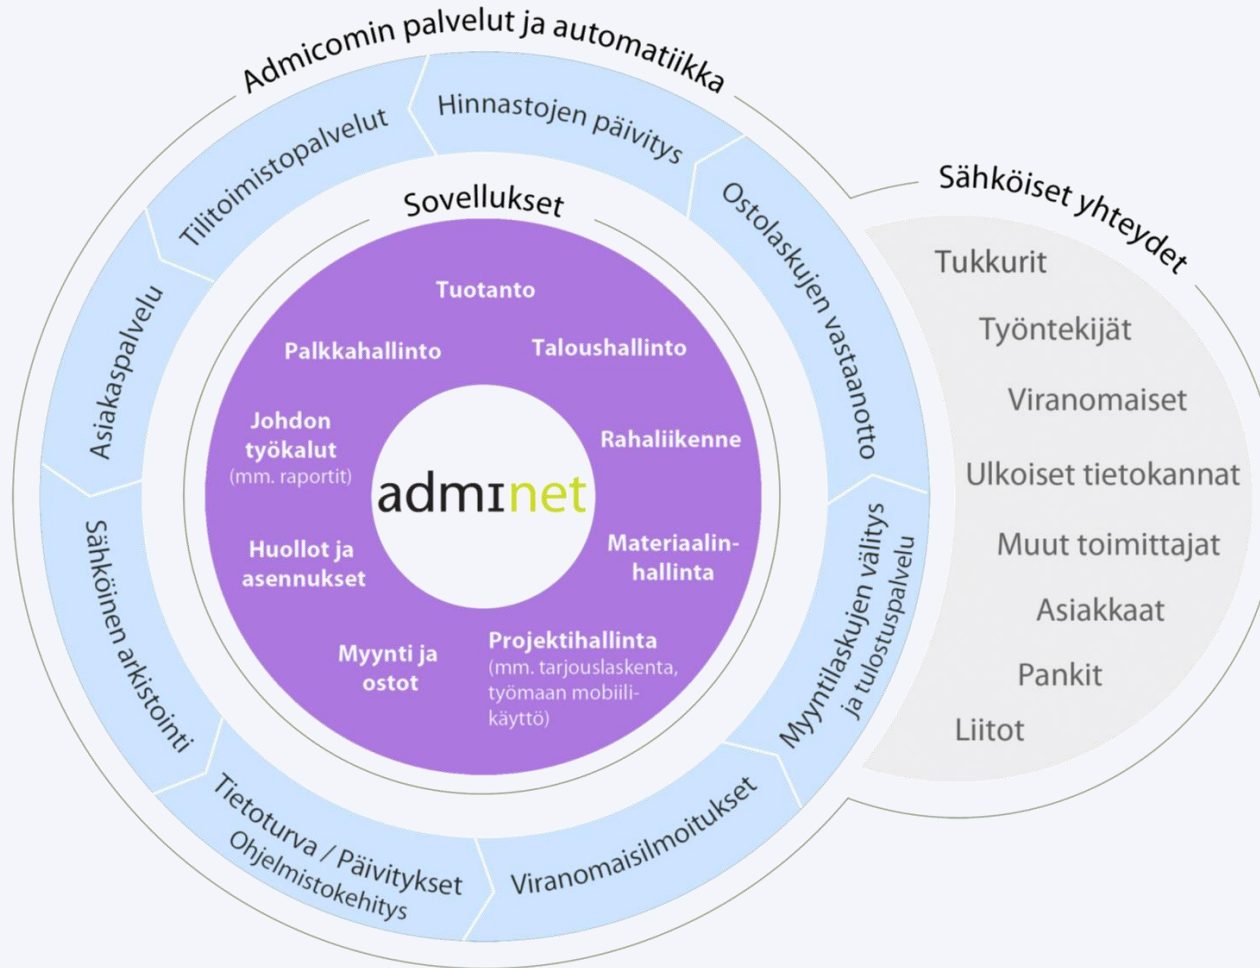 Admicomin palvelut ja automatiikka
Hinnastojen päivitys
Ostolaskujen vastaanotto
Myyntilaskujen välitys
ja tulostuspalvelu
Viranomaisilmoitukset
Tietoturva / Päivitykset
Ohjelmistokehitys
Sähköinen arkistointi
Asiakaspalvelu
Tilitoimistopalvelut
Sovellukset
Tuotanto
Taloushallinto
Rahaliikenne
Materiaalin-
hallinta
Projektihallinta
(mm. tarjouslaskenta,
työmaan mobiili-
käyttö)
Myynti ja
ostot
Huollot ja
asennukset
Johdon
työkalut
(mm. raportit)
Palkkahallinto
admınet
Sähköiset yhteydet
Tukkurit
Työntekijät
Viranomaiset
Ulkoiset tietokannat
Muut toimittajat
Asiakkaat
Pankit
Liitot